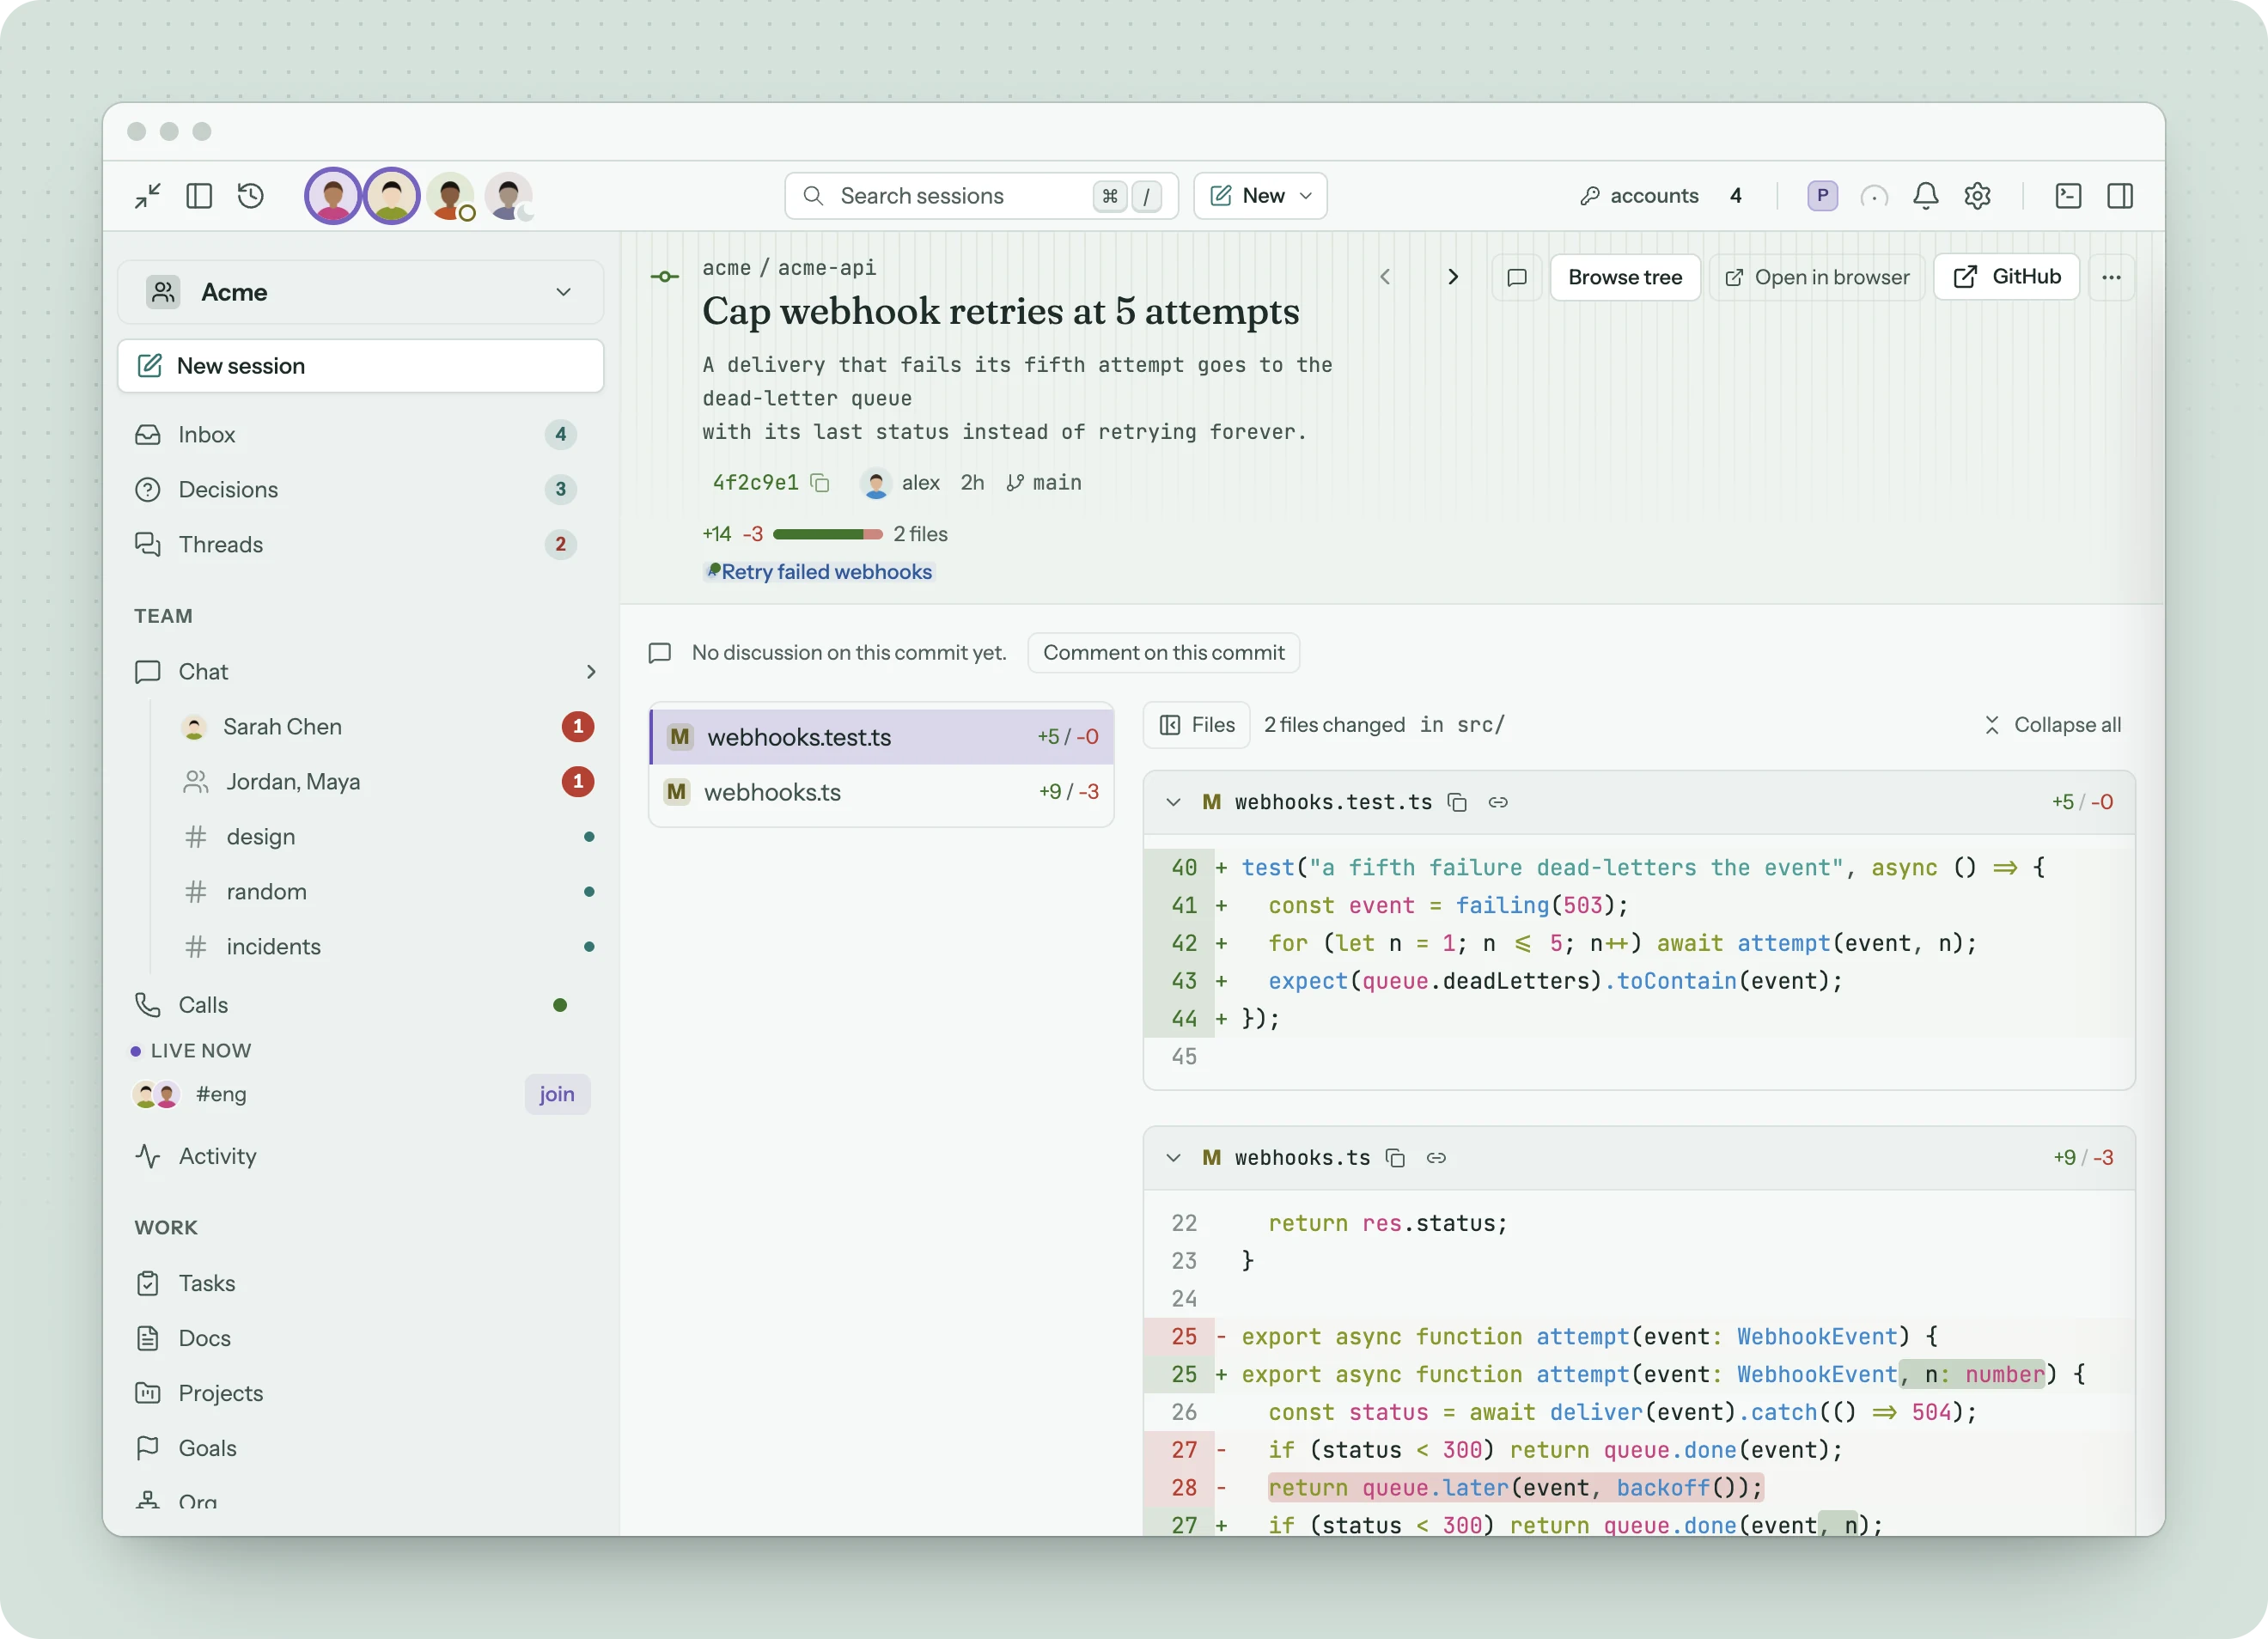 Search sessions ⌘ / New accounts 4 P
Acme
New session
Inbox 4
Decisions 3
Threads 2
TEAM
Chat
Sarah Chen 1
Jordan, Maya 1
# design
# random
# incidents
Calls
LIVE NOW
#eng join
Activity
WORK
Tasks
Docs
Projects
Goals
Org
acme / acme-api
Cap webhook retries at 5 attempts
A delivery that fails its fifth attempt goes to the
dead-letter queue
with its last status instead of retrying forever.
4f2c9e1 alex 2h main
+14 -3 2 files
Retry failed webhooks
Browse tree Open in browser GitHub ...
No discussion on this commit yet. Comment on this commit
M webhooks.test.ts +5 / -0
M webhooks.ts +9 / -3
Files 2 files changed in src/ Collapse all
M webhooks.test.ts +5 / -0
40 + test("a fifth failure dead-letters the event", async () => {
41 + const event = failing(503);
42 + for (let n = 1; n <= 5; n++) await attempt(event, n);
43 + expect(queue.deadLetters).toContain(event);
44 + });
45
M webhooks.ts +9 / -3
22 return res.status;
23 }
24
25 - export async function attempt(event: WebhookEvent) {
25 + export async function attempt(event: WebhookEvent, n: number) {
26 const status = await deliver(event).catch(() => 504);
27 - if (status < 300) return queue.done(event);
28 - return queue.later(event, backoff());
27 + if (status < 300) return queue.done(event, n);